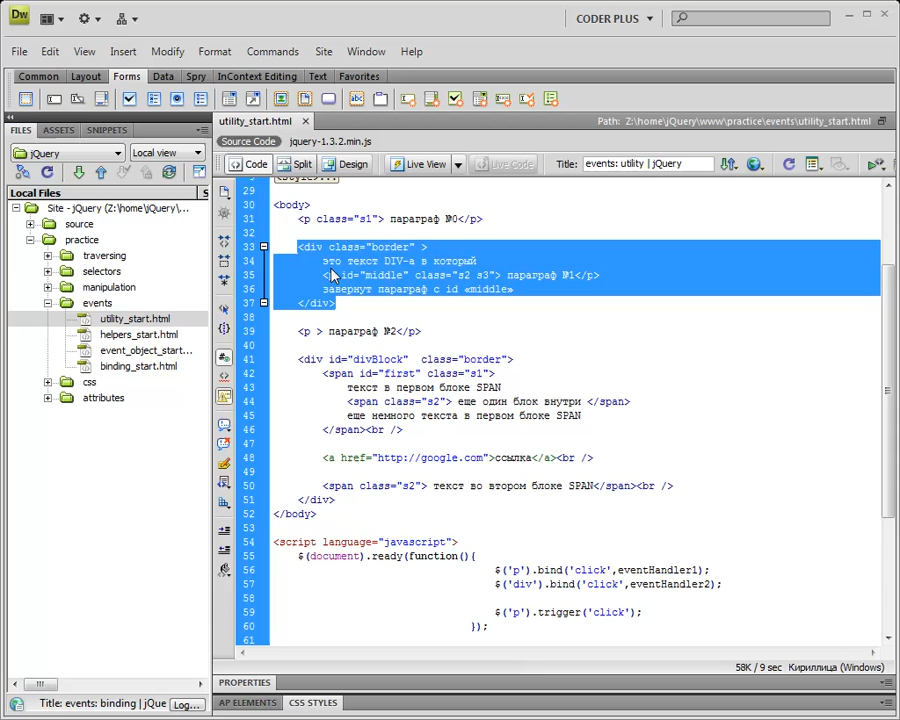 Dw
CODER PLUS
File Edit View Insert Modify Format Commands Site Window Help
Common Layout Forms Data Spry InContext Editing Text Favorites
FILES ASSETS SNIPPETS
utility_start.html
Path: Z:\home\jQuery\www\practice\events\utility_start.html
Source Code jquery-1.3.2.min.js
jQuery Local view
Code Split Design Live View Live Code Title: events: utility | jQuery
Local Files
Site - jQuery (Z:\home\jQuery\...
source
practice
traversing
selectors
manipulation
events
utility_start.html
helpers_start.html
event_object_start...
binding_start.html
css
attributes
29
30 <body>
31 <p class="s1"> параграф №0</p>
32
33 <div class="border" >
34 это текст DIV-а в который
35 id="middle" class="s2 s3"> параграф №1</p>
36 завернут параграф с id «middle»
37 </div>
38
39 <p > параграф №2</p>
40
41 <div id="divBlock" class="border">
42 <span id="first" class="s1">
43 текст в первом блоке SPAN
44 <span class="s2"> еще один блок внутри </span>
45 еще немного текста в первом блоке SPAN
46 </span><br />
47
48 <a href="http://google.com">ссылка</a><br />
49
50 <span class="s2"> текст во втором блоке SPAN</span><br />
51 </div>
52 </body>
53
54 <script language="javascript">
55 $(document).ready(function(){
56 $('p').bind('click',eventHandler1);
57 $('div').bind('click',eventHandler2);
58
59 $('p').trigger('click');
60 });
61
58K / 9 sec Кириллица (Windows)
PROPERTIES
Title: events: binding | jQue Log...
AP ELEMENTS CSS STYLES